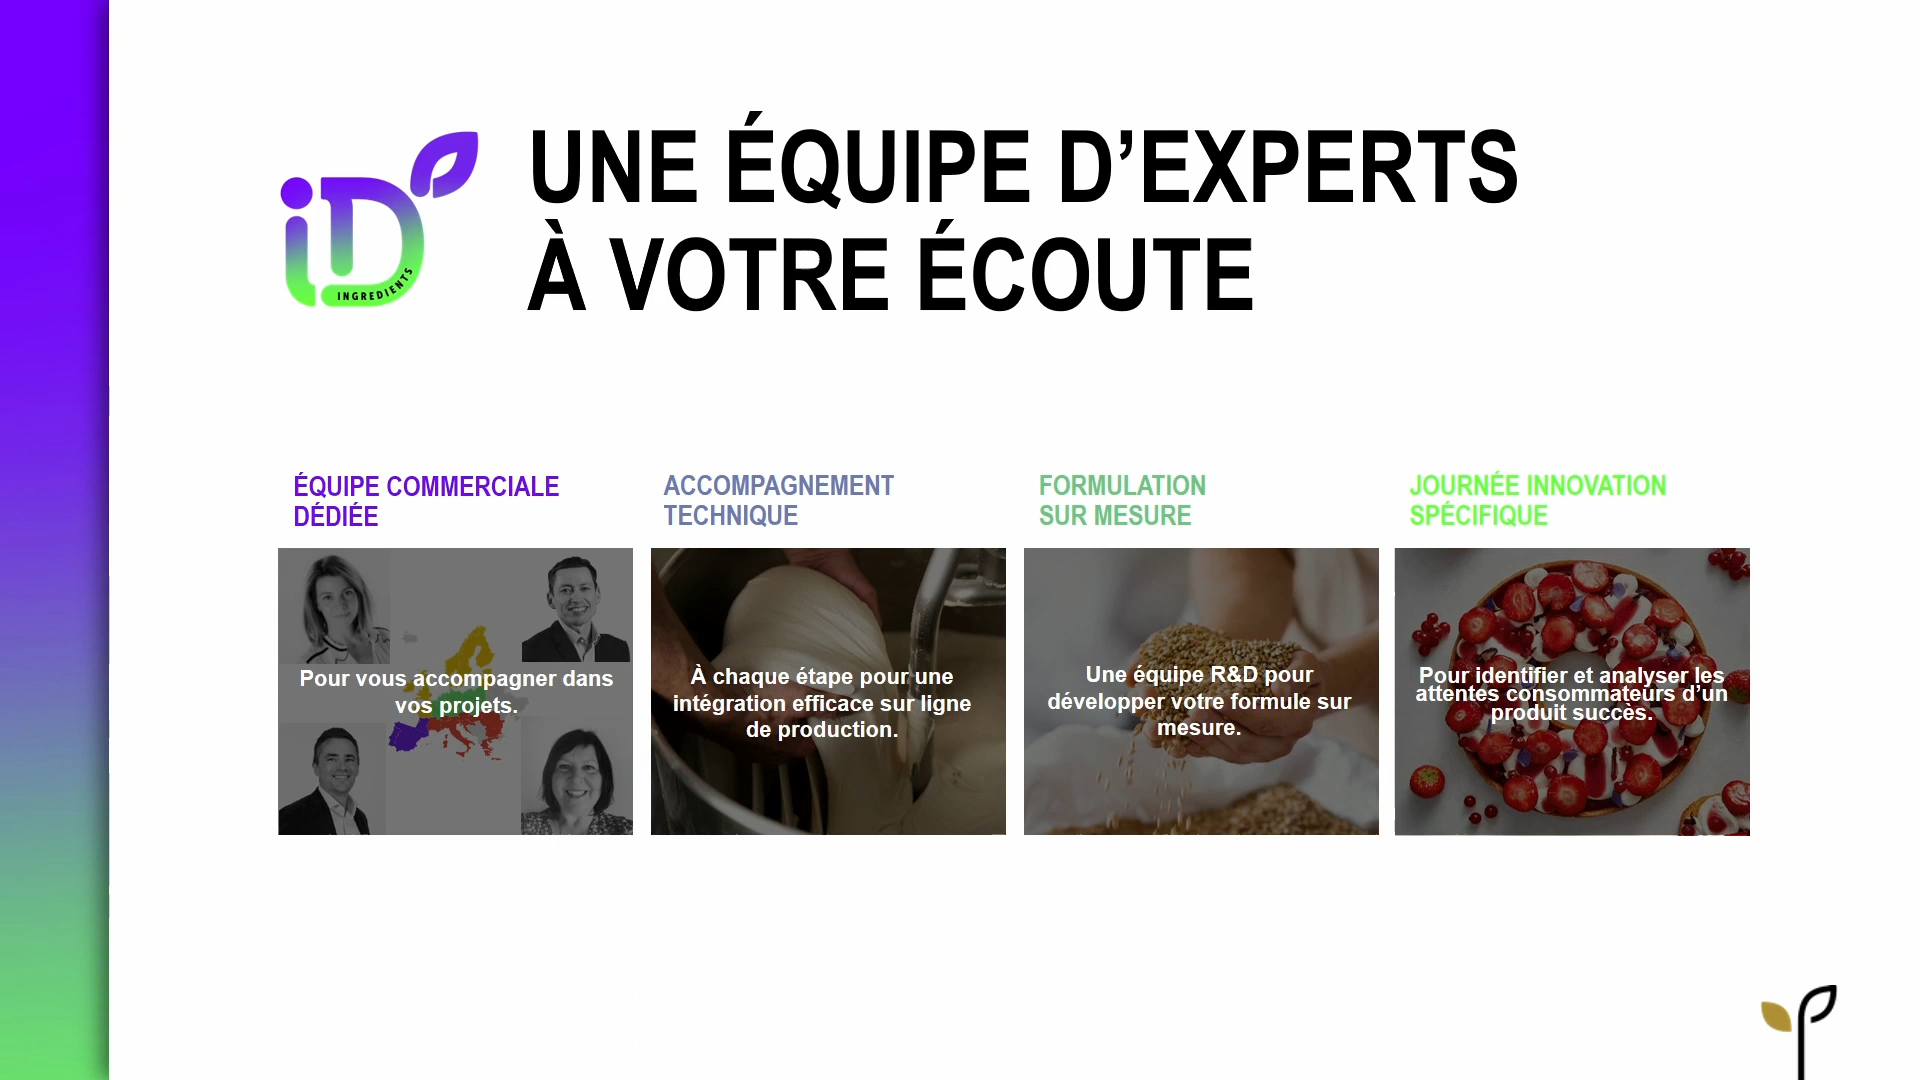 iD
INGREDIENTS
UNE ÉQUIPE D’EXPERTS
À VOTRE ÉCOUTE
ÉQUIPE COMMERCIALE
DÉDIÉE
Pour vous accompagner dans
vos projets.
ACCOMPAGNEMENT
TECHNIQUE
À chaque étape pour une
intégration efficace sur ligne
de production.
FORMULATION
SUR MESURE
Une équipe R&D pour
développer votre formule sur
mesure.
JOURNÉE INNOVATION
SPÉCIFIQUE
Pour identifier et analyser les
attentes consommateurs d’un
produit succès.